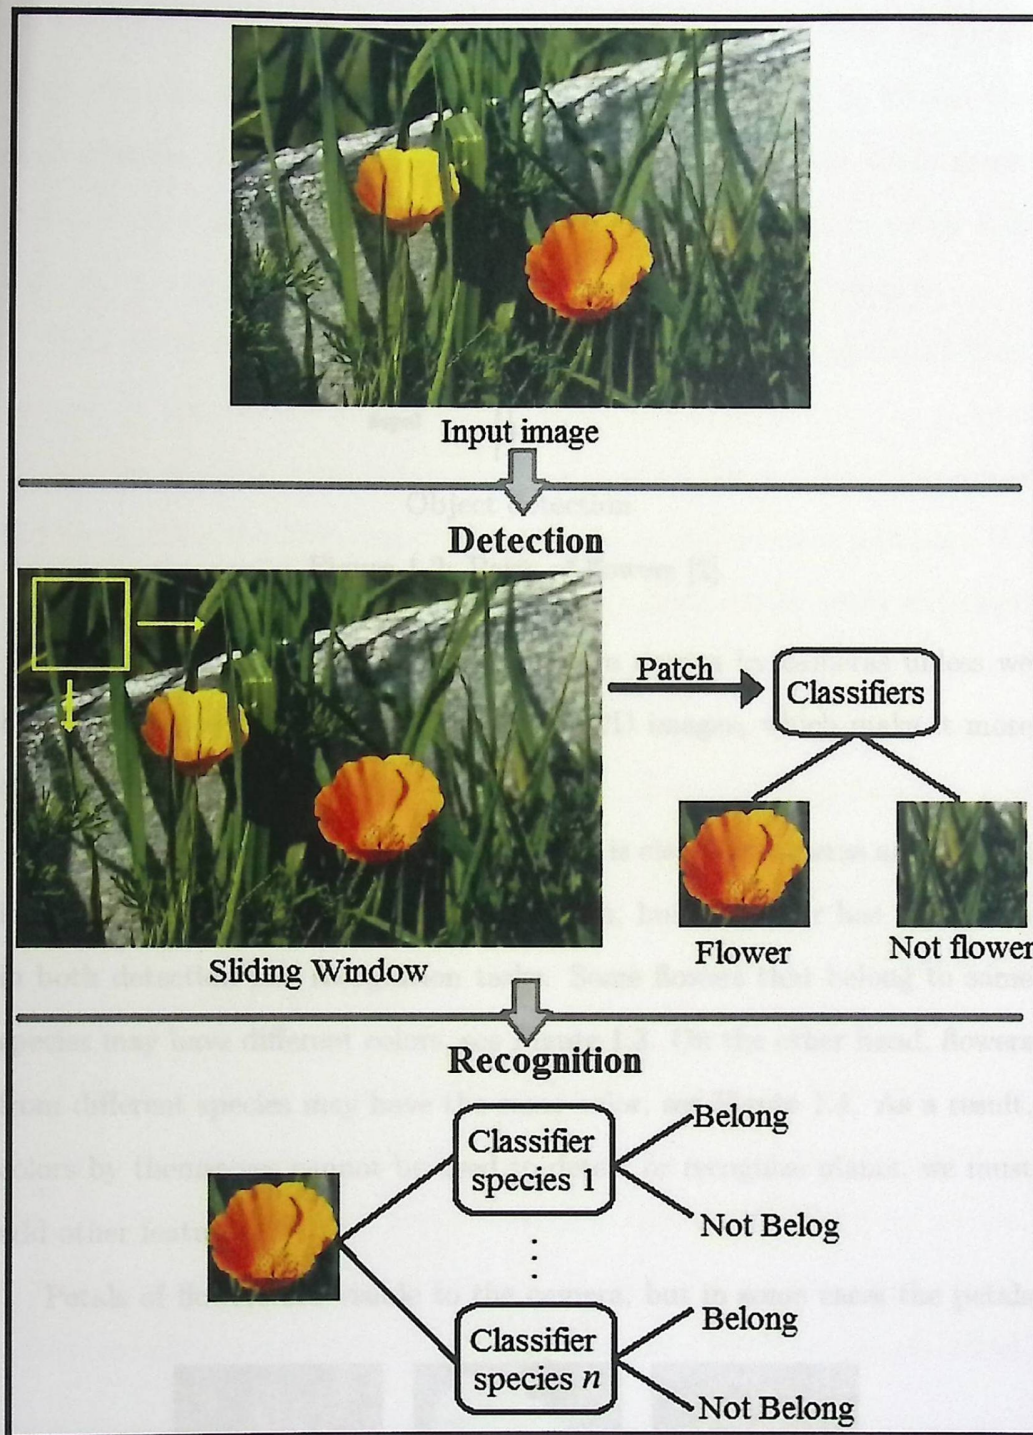 Input image
Detection
Patch
Classifiers
Flower
Not flower
Sliding Window
Recognition
Classifier
species 1
Belong
Not Belog
Classifier
species n
Belong
Not Belong